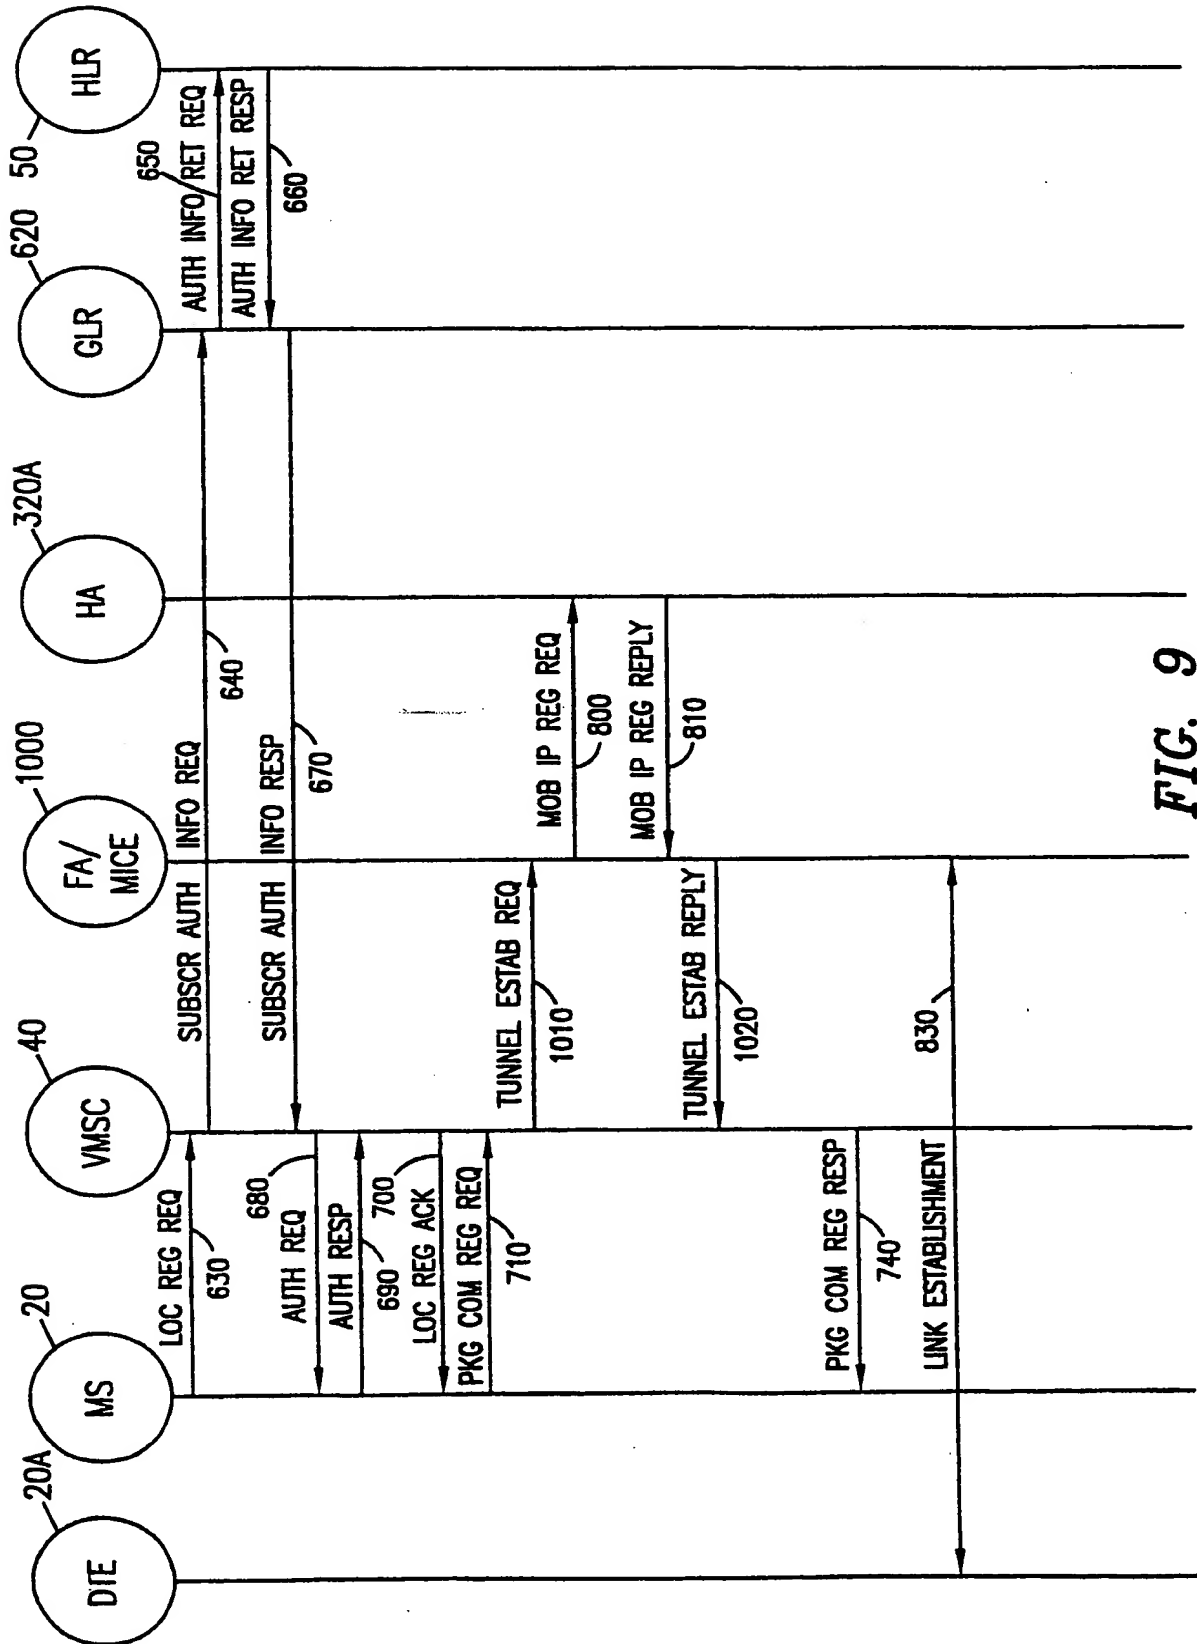 20A
20
40
1000
320A
620
50
DTE
MS
VMSC
FA/
MICE
HA
GLR
HLR
LOC REG REQ
630
SUBSCR AUTH INFO REQ
640
AUTH INFO RET REQ
650
AUTH INFO RET RESP
660
SUBSCR AUTH INFO RESP
670
680
AUTH REQ
AUTH RESP
690
700
LOC REG ACK
PKG COM REG REQ
710
TUNNEL ESTAB REQ
1010
MOB IP REG REQ
800
MOB IP REG REPLY
810
TUNNEL ESTAB REPLY
1020
PKG COM REG RESP
740
830
LINK ESTABLISHMENT
FIG. 9